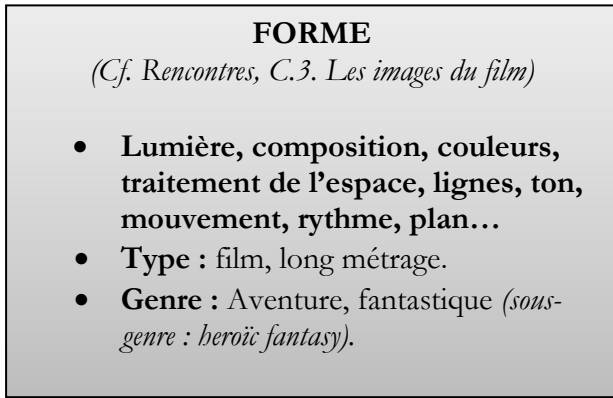 FORME
(Cf. Rencontres, C.3. Les images du film)
• Lumière, composition, couleurs,
traitement de l’espace, lignes, ton,
mouvement, rythme, plan…
• Type : film, long métrage.
• Genre : Aventure, fantastique (sous-
genre : heroïc fantasy).